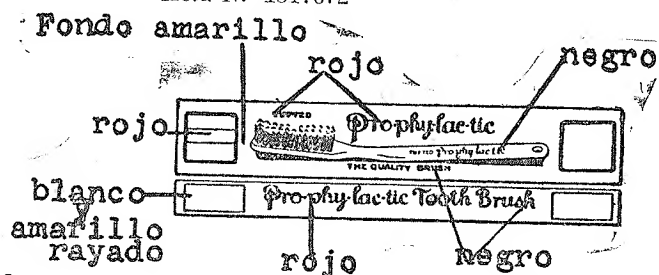 Fondo amarillo
rojo
negro
rojo
TUFTED
Pro-phy-lac-tic
THE QUALITY BRUSH
blanco
y
amarillo
rayado
Pro-phy-lac-tic Tooth Brush
rojo
negro